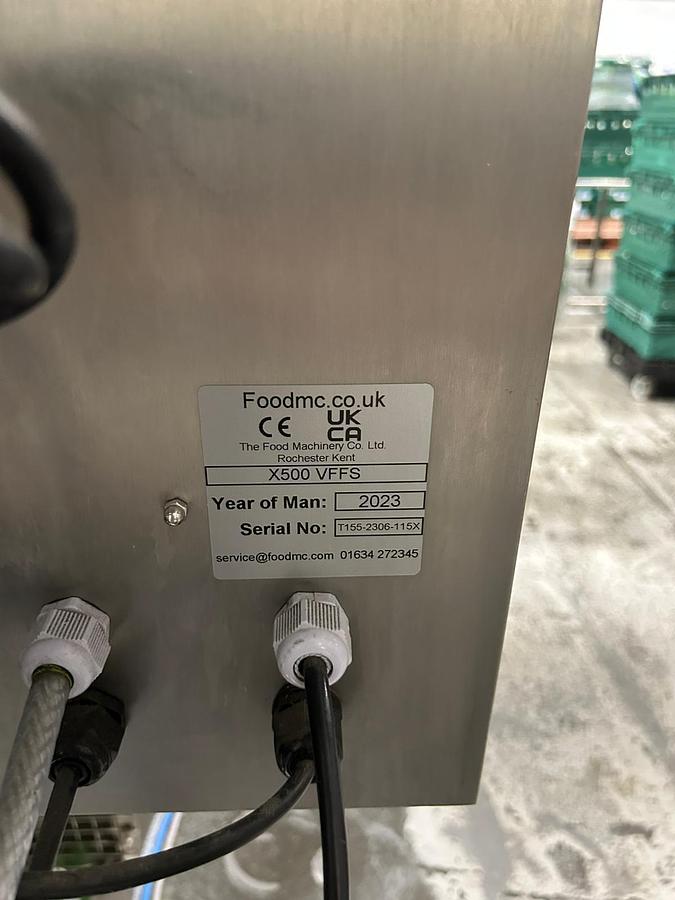 Foodmc.co.uk
CE UK
CA
The Food Machinery Co. Ltd.
Rochester Kent
X500 VFFS
Year of Man: 2023
Serial No: T155-2306-115X
service@foodmc.com 01634 272345